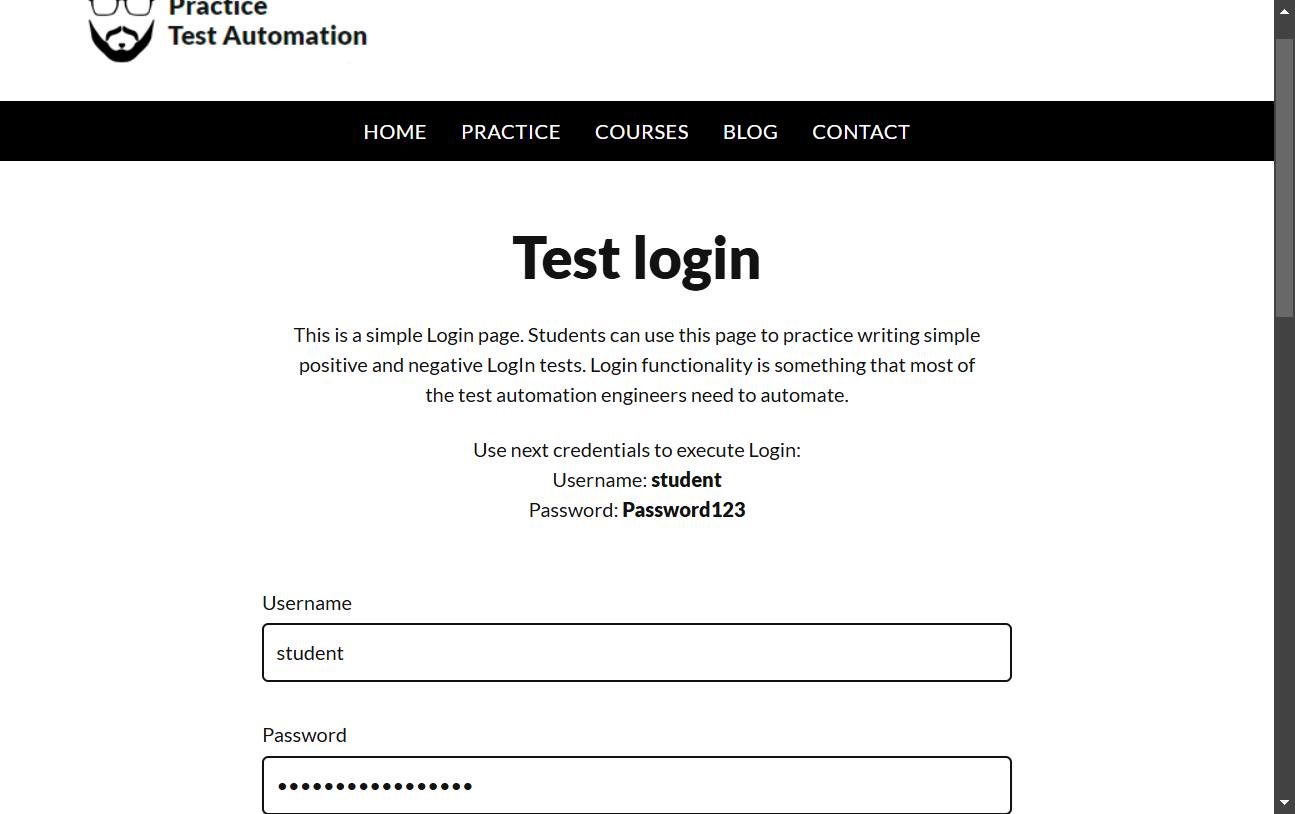 Practice
Test Automation
HOME PRACTICE COURSES BLOG CONTACT
Test login
This is a simple Login page. Students can use this page to practice writing simple
positive and negative LogIn tests. Login functionality is something that most of
the test automation engineers need to automate.
Use next credentials to execute Login:
Username: student
Password: Password123
Username
student
Password
•••••••••••••••••